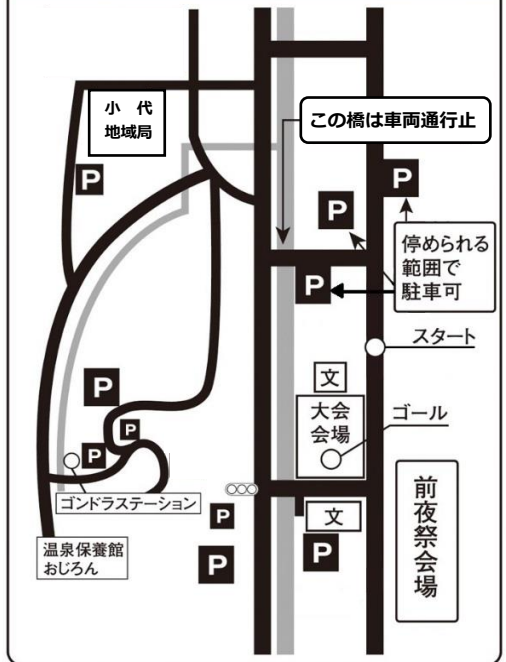 小 代
地域局
この橋は車両通行止
P
P
P
停められる
範囲で
駐車可
P
スタート
文
大会
会場
ゴール
P
P
P
ゴンドラステーション
前夜祭会場
P
文
温泉保養館
おじろん
P
P